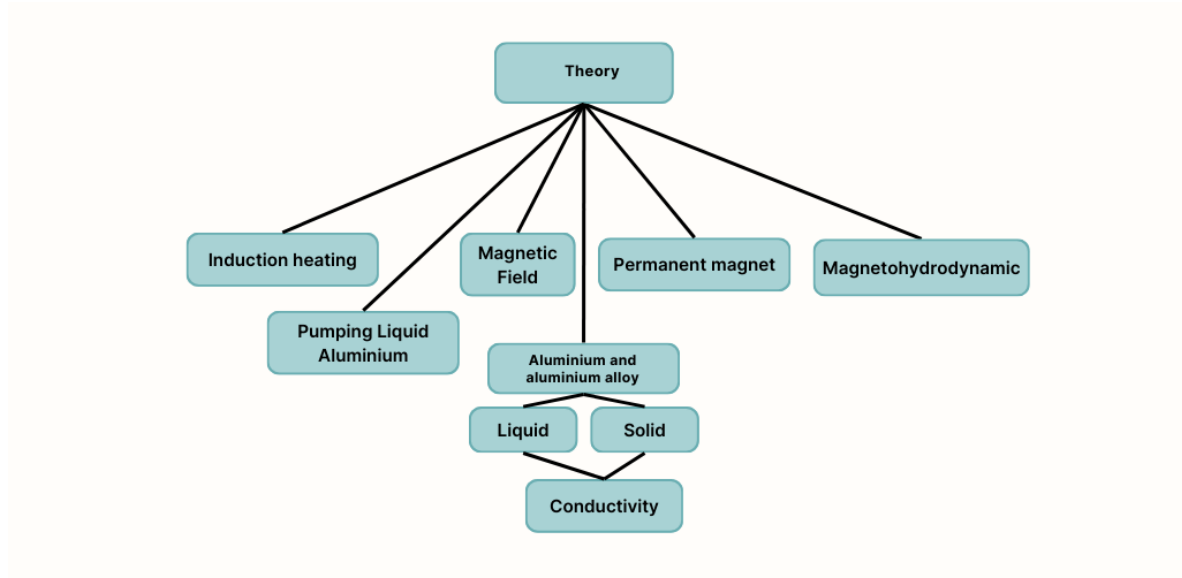 Theory
Induction heating
Magnetic
Field
Permanent magnet
Magnetohydrodynamic
Pumping Liquid
Aluminium
Aluminium and
aluminium alloy
Liquid
Solid
Conductivity